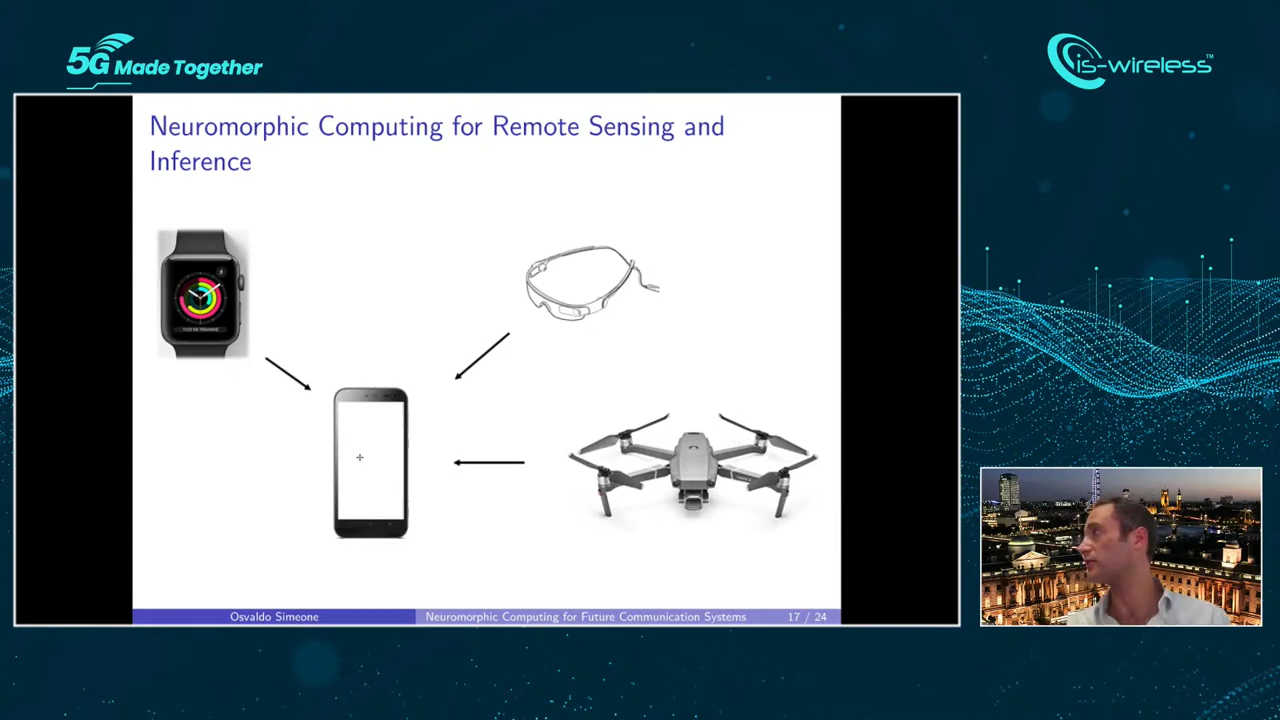 5G Made Together
is-wireless™
Neuromorphic Computing for Remote Sensing and
Inference
Osvaldo Simeone
Neuromorphic Computing for Future Communication Systems
17 / 24